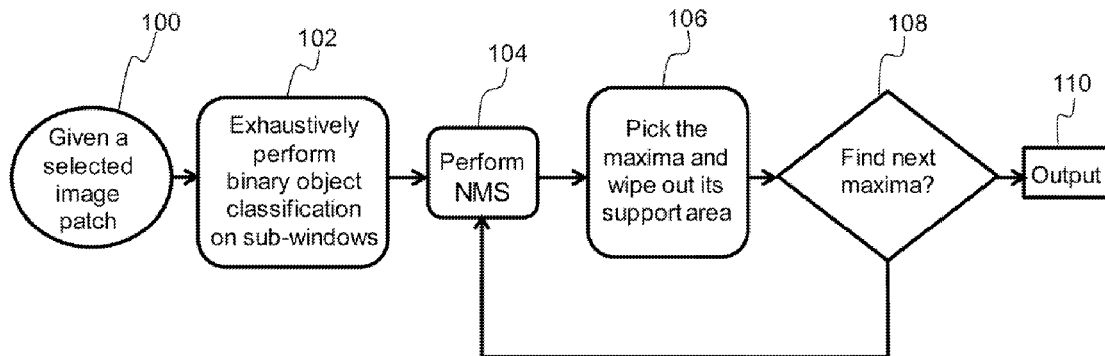 100
Given a
selected
image
patch
102
Exhaustively
perform
binary object
classification
on sub-windows
104
Perform
NMS
106
Pick the
maxima and
wipe out its
support area
108
Find next
maxima?
110
Output